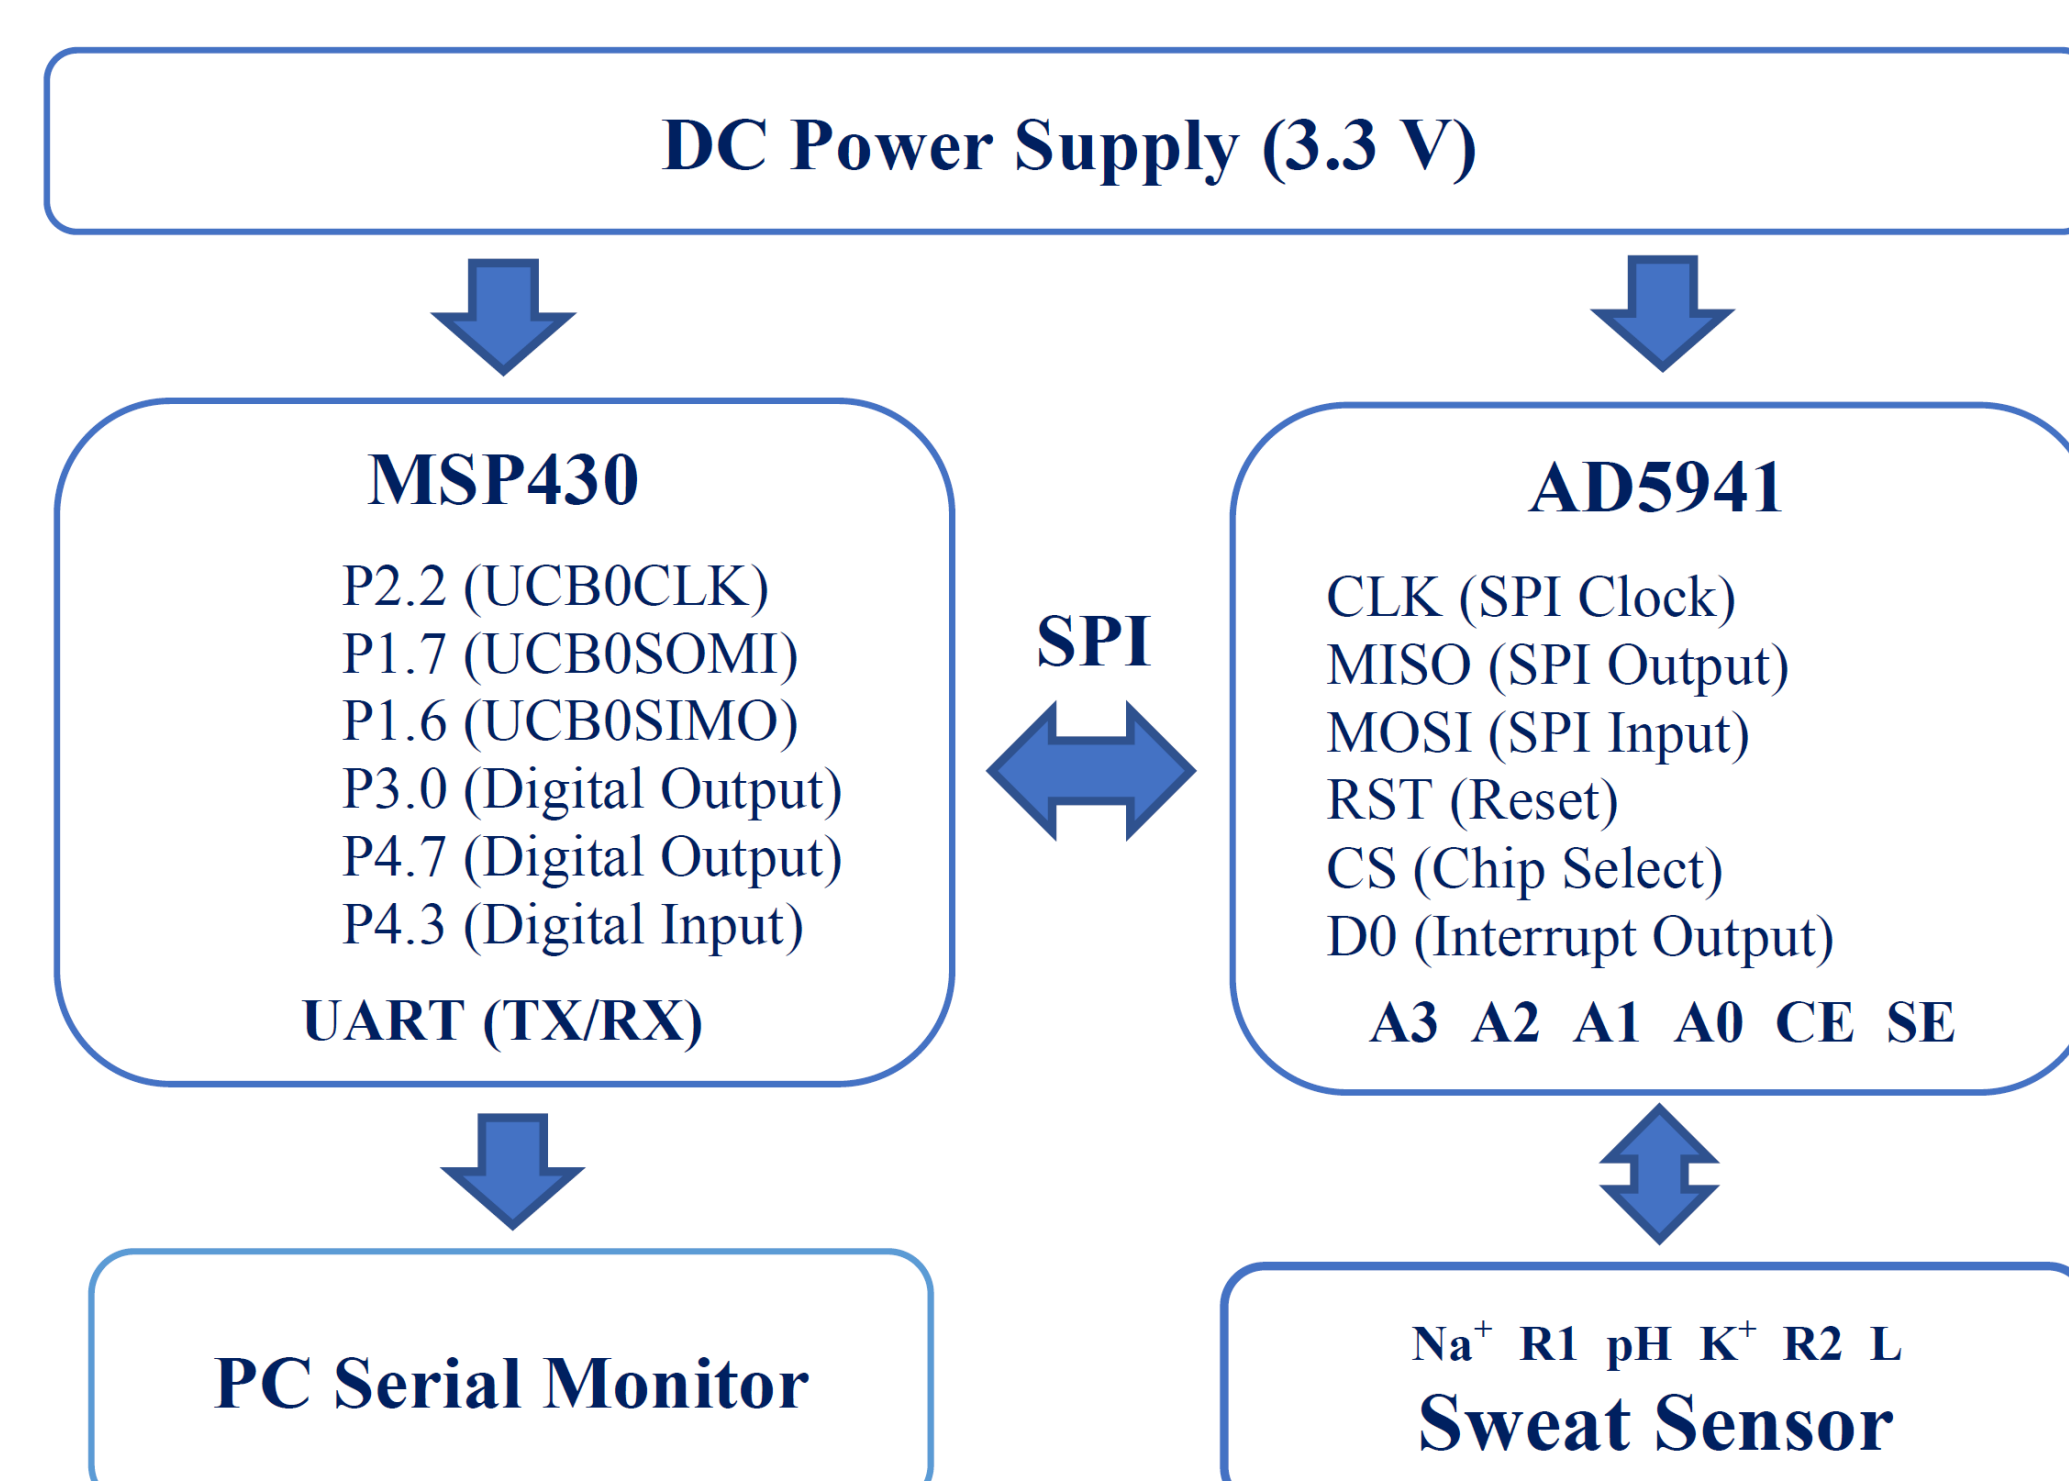 DC Power Supply (3.3 V)
MSP430
P2.2 (UCB0CLK)
P1.7 (UCB0SOMI)
P1.6 (UCB0SIMO)
P3.0 (Digital Output)
P4.7 (Digital Output)
P4.3 (Digital Input)
UART (TX/RX)
SPI
AD5941
CLK (SPI Clock)
MISO (SPI Output)
MOSI (SPI Input)
RST (Reset)
CS (Chip Select)
D0 (Interrupt Output)
A3 A2 A1 A0 CE SE
PC Serial Monitor
Na⁺ R1 pH K⁺ R2 L
Sweat Sensor